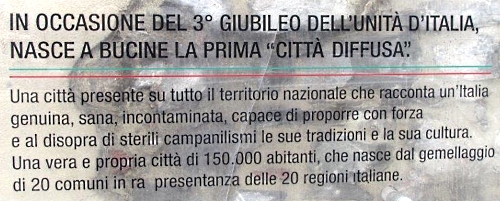 IN OCCASIONE DEL 3° GIUBILEO DELL'UNITÀ D'ITALIA,
NASCE A BUCINE LA PRIMA "CITTÀ DIFFUSA".
Una città presente su tutto il territorio nazionale che racconta un'Italia
genuina, sana, incontaminata, capace di proporre con forza
e al disopra di sterili campanilismi le sue tradizioni e la sua cultura.
Una vera e propria città di 150.000 abitanti, che nasce dal gemellaggio
di 20 comuni in ra presentanza delle 20 regioni italiane.